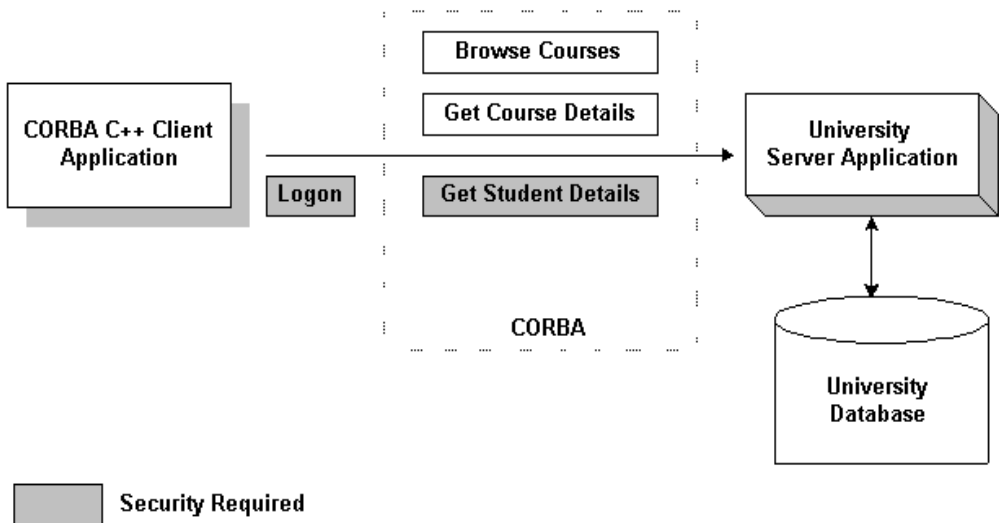 Browse Courses
CORBA C++ Client
Application
Get Course Details
University
Server Application
Logon
Get Student Details
CORBA
University
Database
Security Required